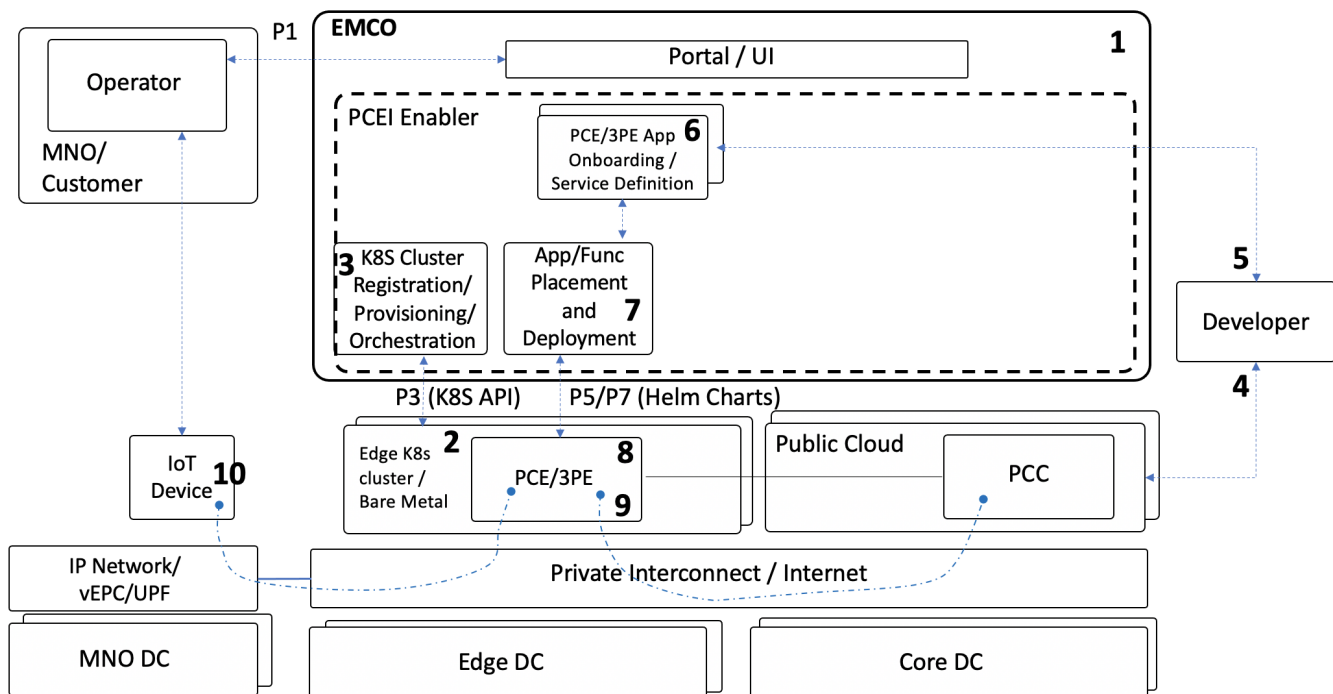 P1
EMCO
1
Portal / UI
Operator
MNO/
Customer
PCEI Enabler
PCE/3PE App
6
Onboarding /
Service Definition
3
K8S Cluster
Registration/
Provisioning/
Orchestration
App/Func
Placement
and
7
Deployment
5
Developer
4
P3 (K8S API)
P5/P7 (Helm Charts)
IoT
Device
10
Edge K8s
cluster /
Bare Metal
2
PCE/3PE
8
9
Public Cloud
PCC
IP Network/
vEPC/UPF
Private Interconnect / Internet
MNO DC
Edge DC
Core DC